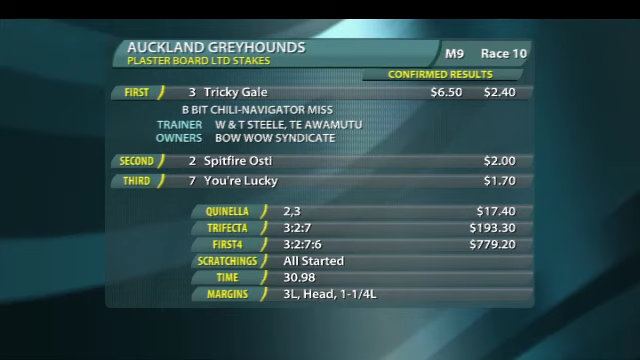 AUCKLAND GREYHOUNDS M9 Race 10
PLASTER BOARD LTD STAKES
CONFIRMED RESULTS
FIRST 3 Tricky Gale $6.50 $2.40
B BIT CHILI-NAVIGATOR MISS
TRAINER W & T STEELE, TE AWAMUTU
OWNERS BOW WOW SYNDICATE
SECOND 2 Spitfire Osti $2.00
THIRD 7 You're Lucky $1.70
QUINELLA 2,3 $17.40
TRIFECTA 3:2:7 $193.30
FIRST4 3:2:7:6 $779.20
SCRATCHINGS All Started
TIME 30.98
MARGINS 3L, Head, 1-1/4L